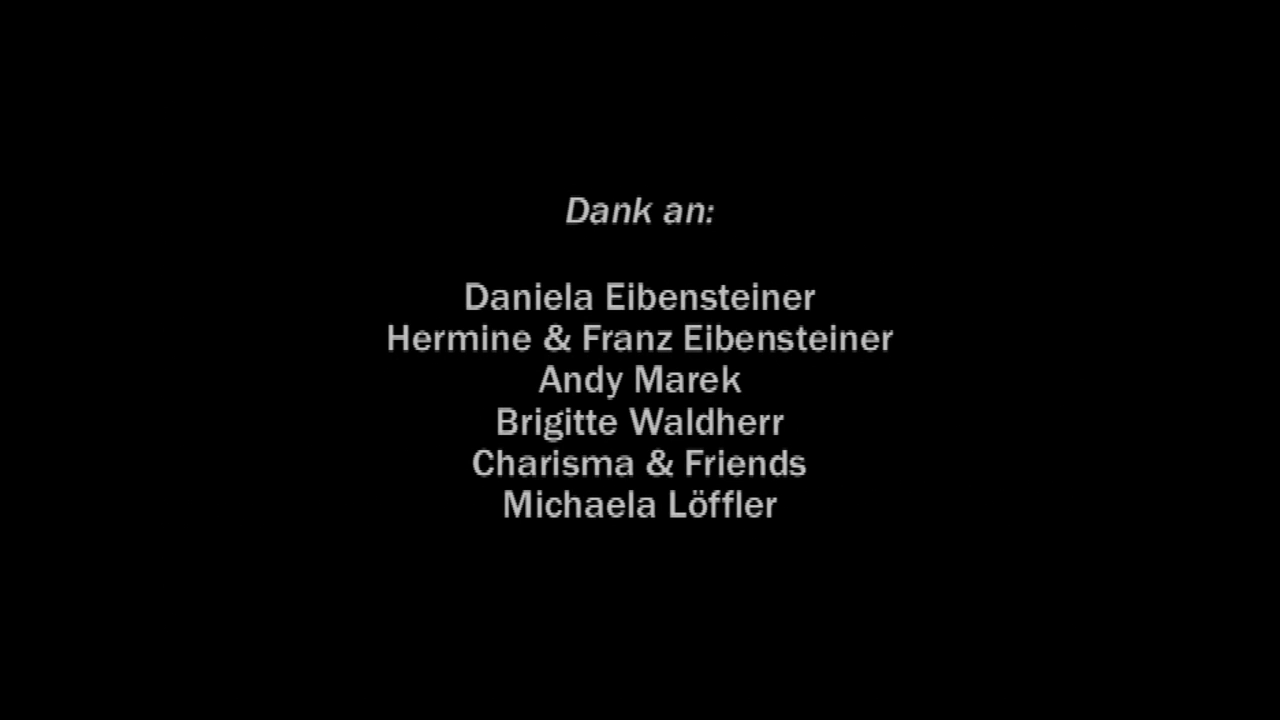 Dank an:
Daniela Eibensteiner
Hermine & Franz Eibensteiner
Andy Marek
Brigitte Waldherr
Charisma & Friends
Michaela Löffler